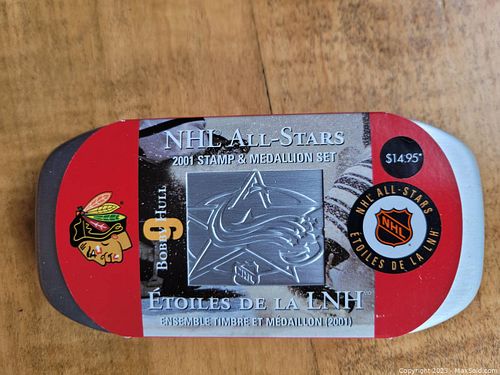 NHL ALL-STARS
2001 STAMP & MEDALLION SET
$14.95*
BOBBY HULL
9
NHL
NHL ALL-STARS
NHL
ÉTOILES DE LA LNH
ÉTOILES DE LA LNH
ENSEMBLE TIMBRE ET MÉDAILLON (2001)
Copyright 2023 - MaxSold.com